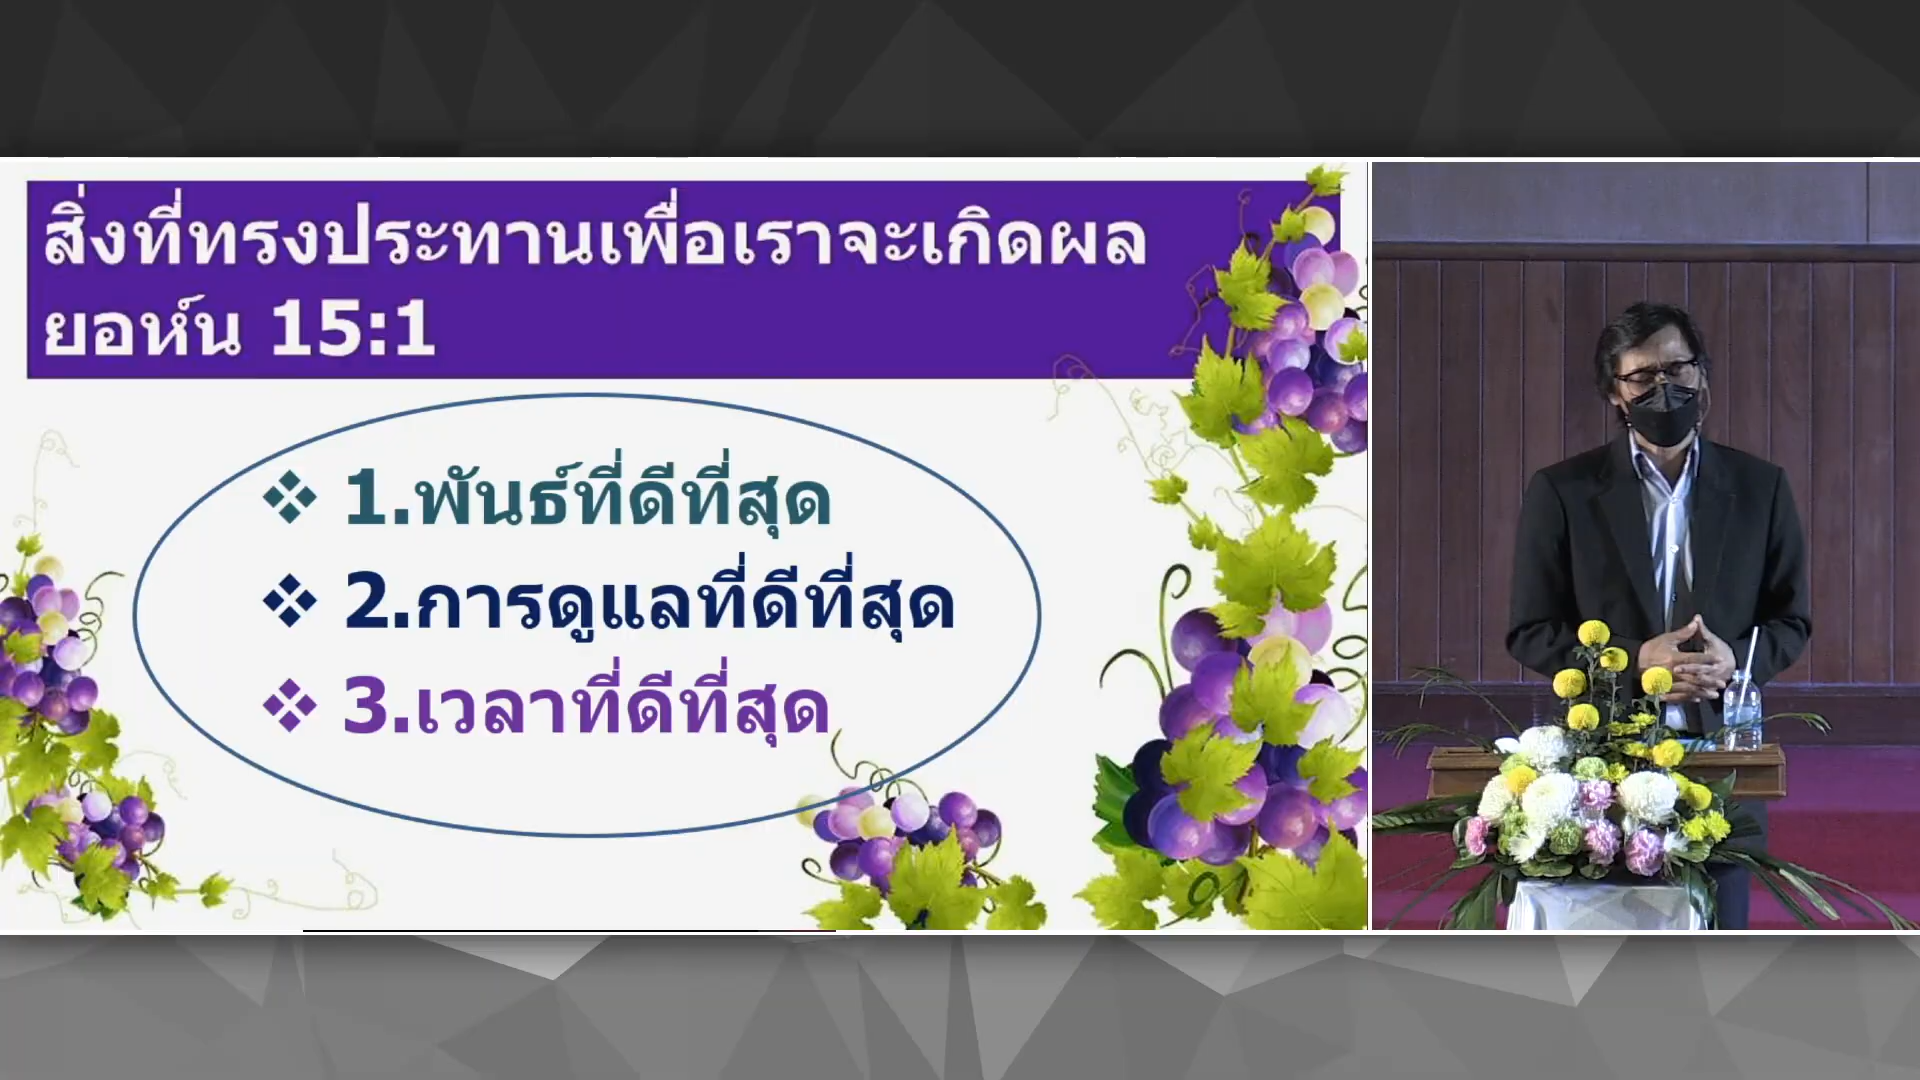 สิ่งที่ทรงประทานเพื่อเราจะเกิดผล
ยอห์น 15:1
❖ 1.พันธ์ที่ดีที่สุด
❖ 2.การดูแลที่ดีที่สุด
❖ 3.เวลาที่ดีที่สุด